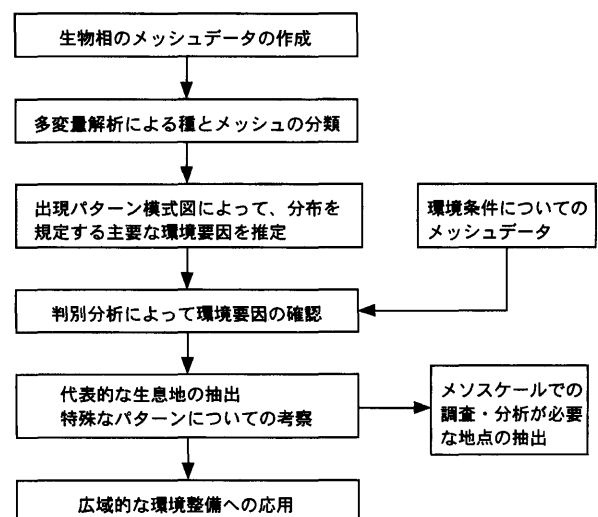 生物相のメッシュデータの作成
多変量解析による種とメッシュの分類
出現パターン模式図によって、分布を
規定する主要な環境要因を推定
環境条件についての
メッシュデータ
判別分析によって環境要因の確認
代表的な生息地の抽出
特殊なパターンについての考察
メソスケールでの
調査・分析が必要
な地点の抽出
広域的な環境整備への応用